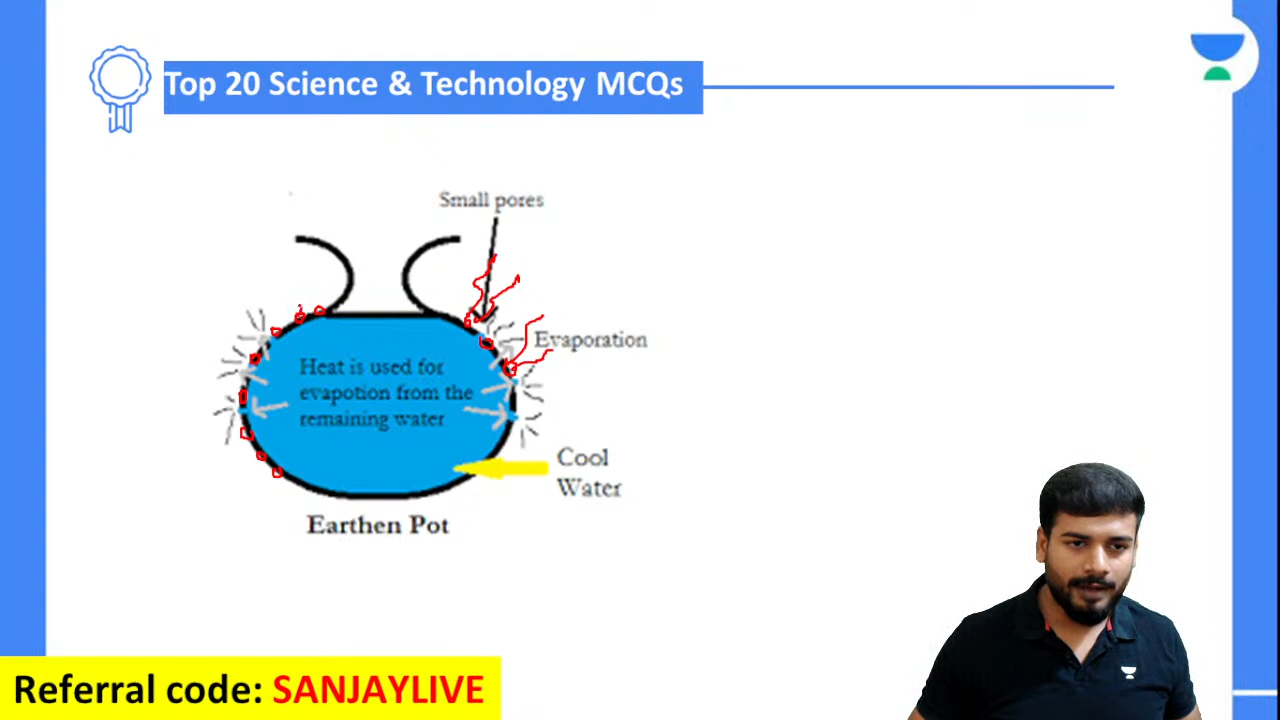 Top 20 Science & Technology MCQs
Small pores
Evaporation
Heat is used for
evapotion from the
remaining water
Cool
Water
Earthen Pot
Referral code: SANJAYLIVE